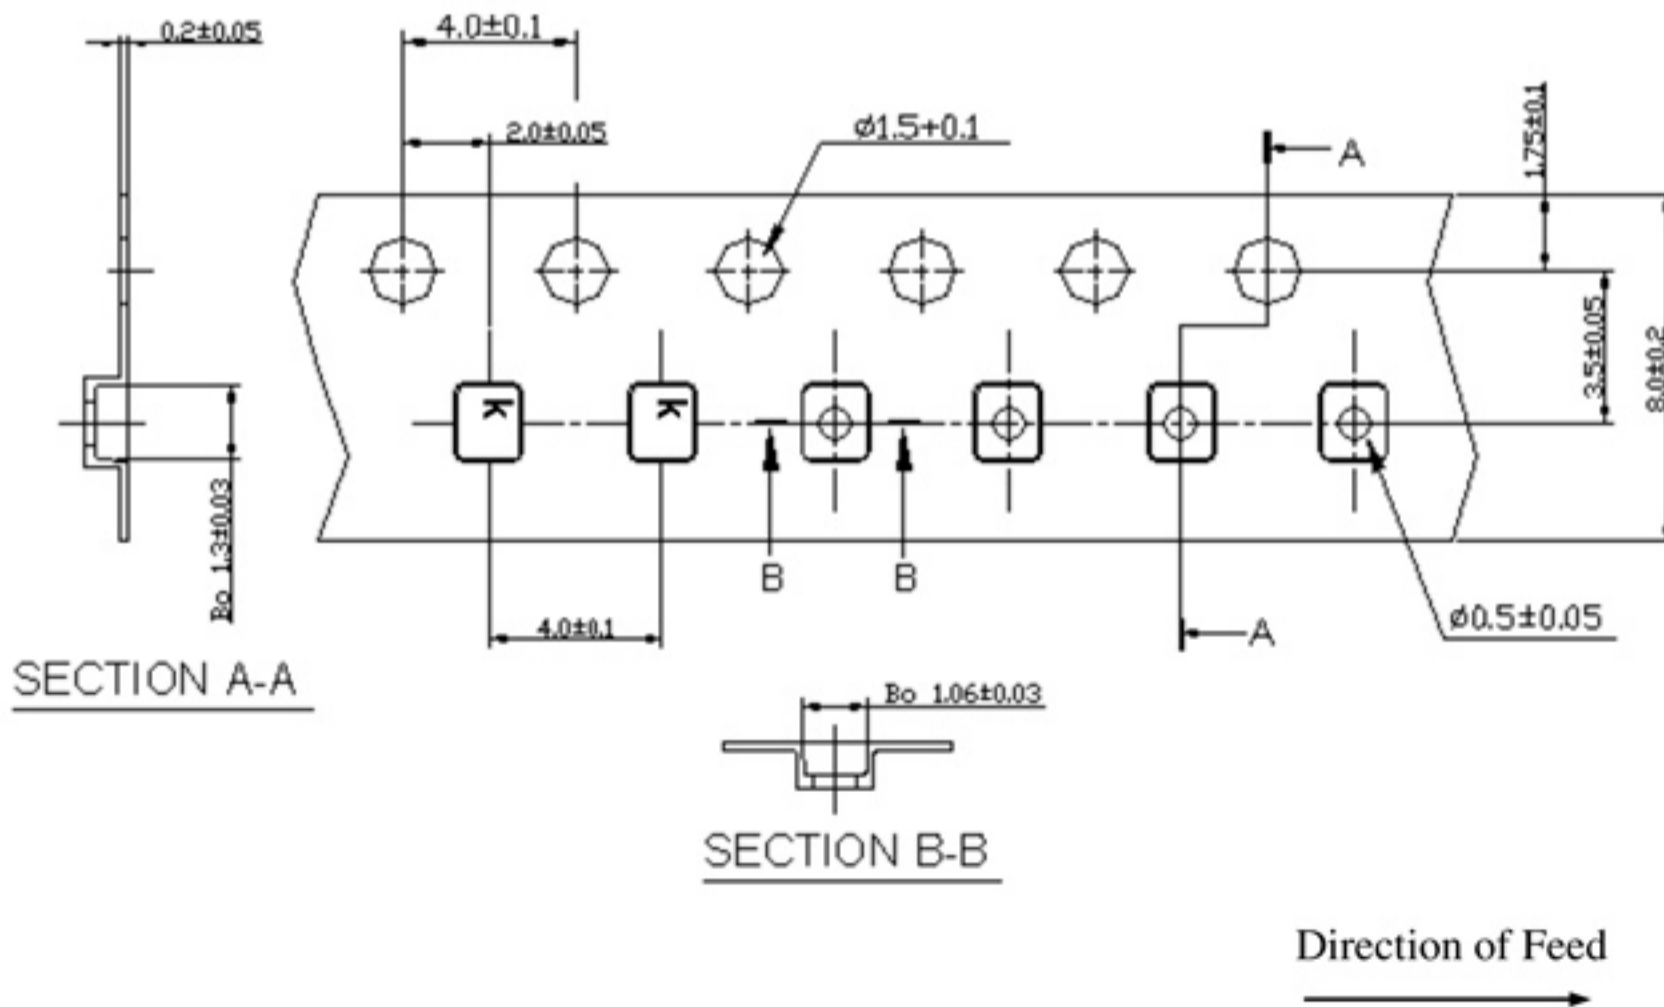 0.2±0.05
4.0±0.1
2.0±0.05
ø1.5+0.1
A
1.75±0.1
3.5±0.05
8.0±0.2
k
k
Bo 1.3±0.03
B
B
4.0±0.1
A
ø0.5±0.05
SECTION A-A
Bo 1.06±0.03
SECTION B-B
Direction of Feed